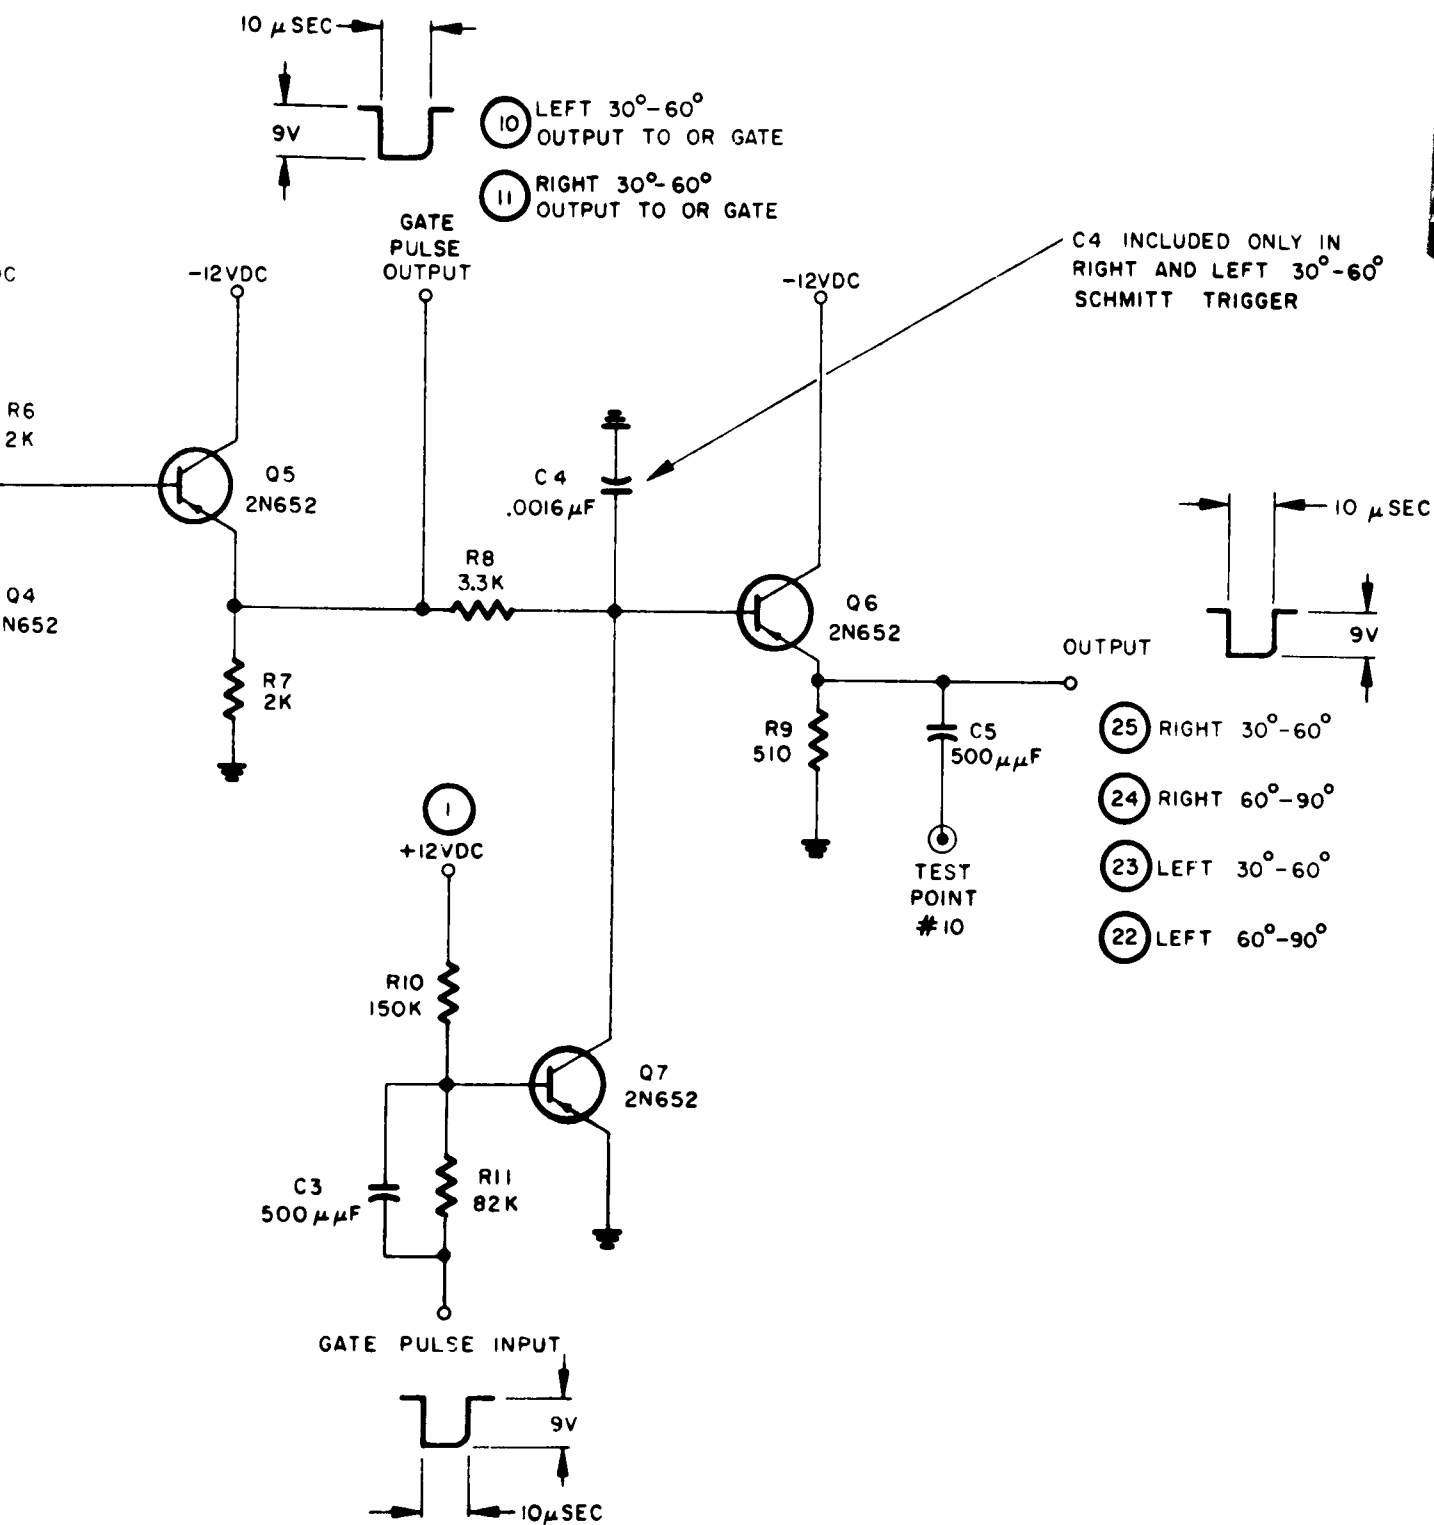 10 μSEC
9V
10 LEFT 30°-60°
OUTPUT TO OR GATE
11 RIGHT 30°-60°
OUTPUT TO OR GATE
GATE
PULSE
OUTPUT
C4 INCLUDED ONLY IN
RIGHT AND LEFT 30°-60°
SCHMITT TRIGGER
-12VDC
-12VDC
R6
2K
Q5
2N652
C4
.0016μF
10 μSEC
9V
R8
3.3K
Q4
N652
Q6
2N652
OUTPUT
R7
2K
R9
510
C5
500μμF
25 RIGHT 30°-60°
24 RIGHT 60°-90°
23 LEFT 30°-60°
22 LEFT 60°-90°
1
+12VDC
TEST
POINT
#10
R10
150K
Q7
2N652
C3
500μμF
R11
82K
GATE PULSE INPUT
9V
10μSEC